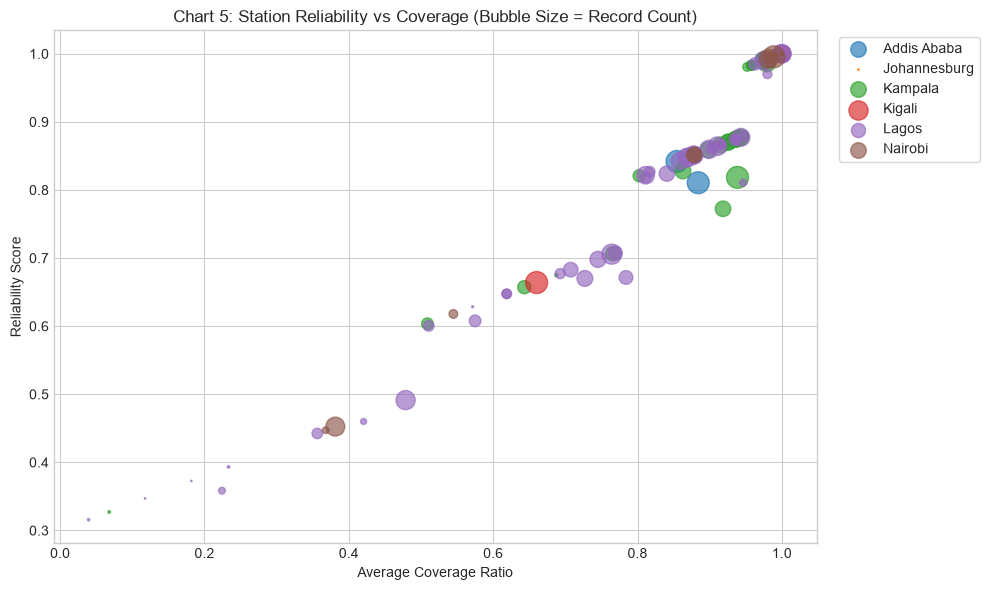 Chart 5: Station Reliability vs Coverage (Bubble Size = Record Count)
Reliability Score
1.0
0.9
0.8
0.7
0.6
0.5
0.4
0.3
0.0
0.2
0.4
0.6
0.8
1.0
Average Coverage Ratio
Addis Ababa
Johannesburg
Kampala
Kigali
Lagos
Nairobi